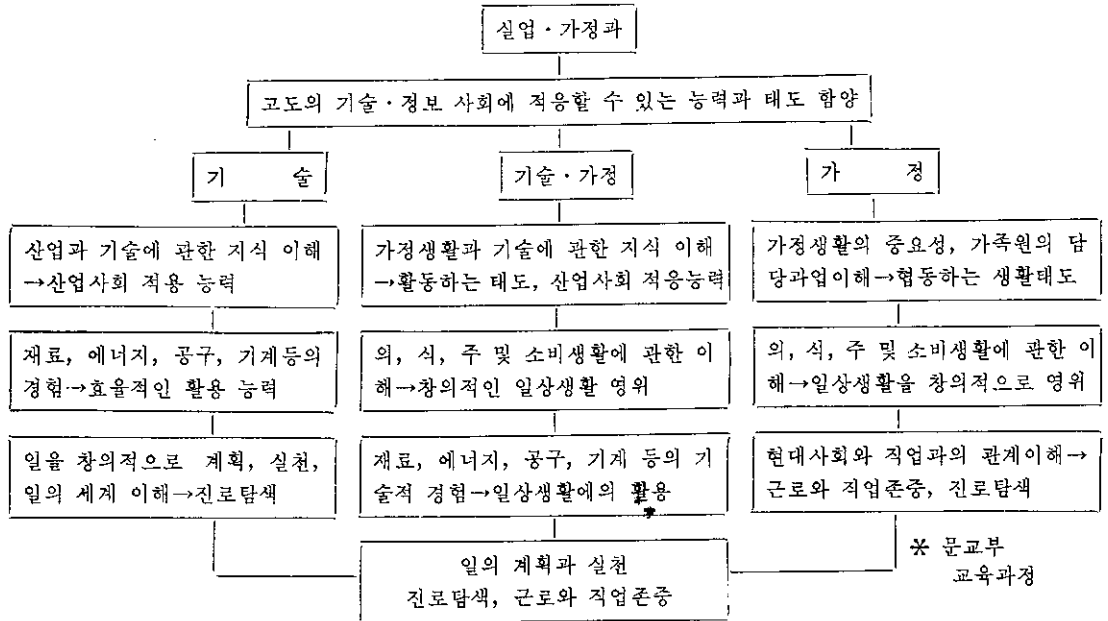 실업·가정과
고도의 기술·정보 사회에 적응할 수 있는 능력과 태도 함양
기 술
산업과 기술에 관한 지식 이해
→산업사회 적용 능력
재료, 에너지, 공구, 기계등의
경험→효율적인 활용 능력
일을 창의적으로 계획, 실천,
일의 세계 이해→진로탐색
기술·가정
가정생활과 기술에 관한 지식 이해
→활동하는 태도, 산업사회 적응능력
의, 식, 주 및 소비생활에 관한 이
해→창의적인 일상생활 영위
재료, 에너지, 공구, 기계 등의 기
술적 경험→일상생활에의 활용
가 정
가정생활의 중요성, 가족원의 담
당과업이해→협동하는 생활태도
의, 식, 주 및 소비생활에 관한 이
해→일상생활을 창의적으로 영위
현대사회와 직업과의 관계이해→
근로와 직업존중, 진로탐색
일의 계획과 실천
진로탐색, 근로와 직업존중
* 문교부
교육과정